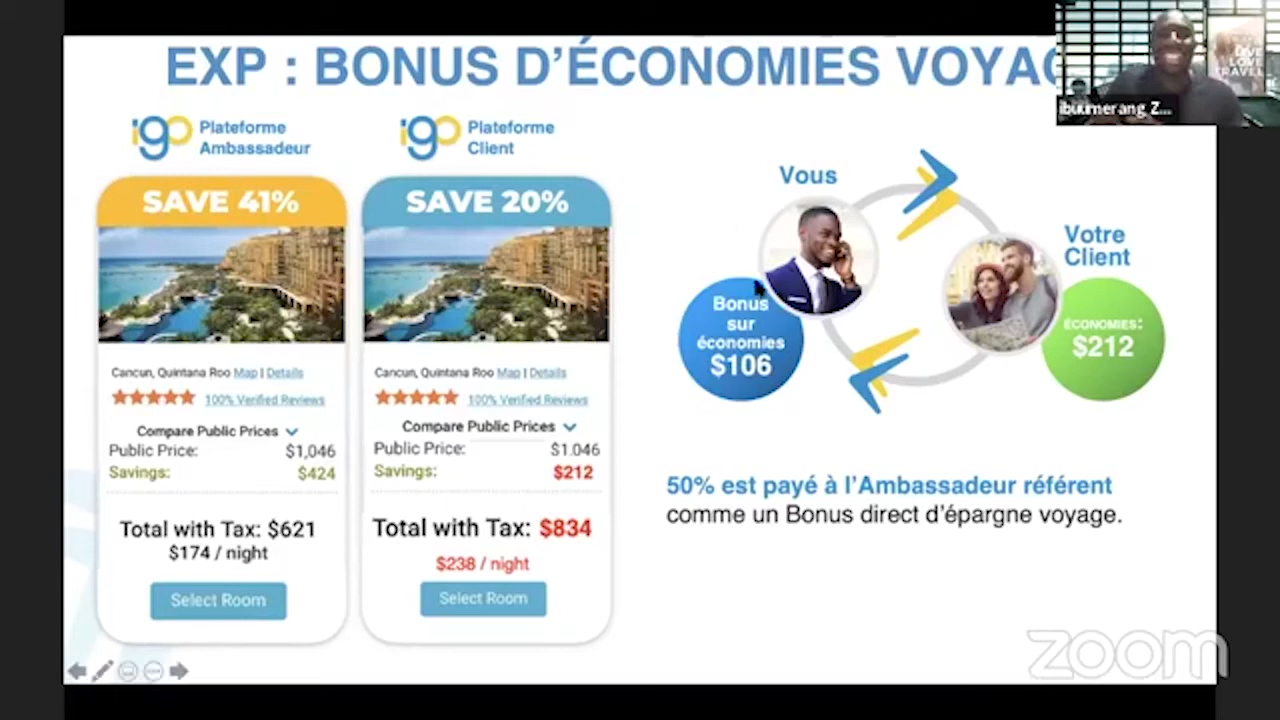 EXP : BONUS D'ÉCONOMIES VOYAG
ibuumerang, Z...
LIVE
LOVE
TRAVEL
igo Plateforme
Ambassadeur
igo Plateforme
Client
SAVE 41%
Cancun, Quintana Roo Map | Details
100% Verified Reviews
Compare Public Prices
Public Price: $1,046
Savings: $424
Total with Tax: $621
$174 / night
Select Room
SAVE 20%
Cancun, Quintana Roo Map | Details
100% Verified Reviews
Compare Public Prices
Public Price: $1.046
Savings: $212
Total with Tax: $834
$238 / night
Select Room
Vous
Bonus
sur
économies
$106
Votre
Client
ÉCONOMIES:
$212
50% est payé à l'Ambassadeur référent
comme un Bonus direct d'épargne voyage.
zoom